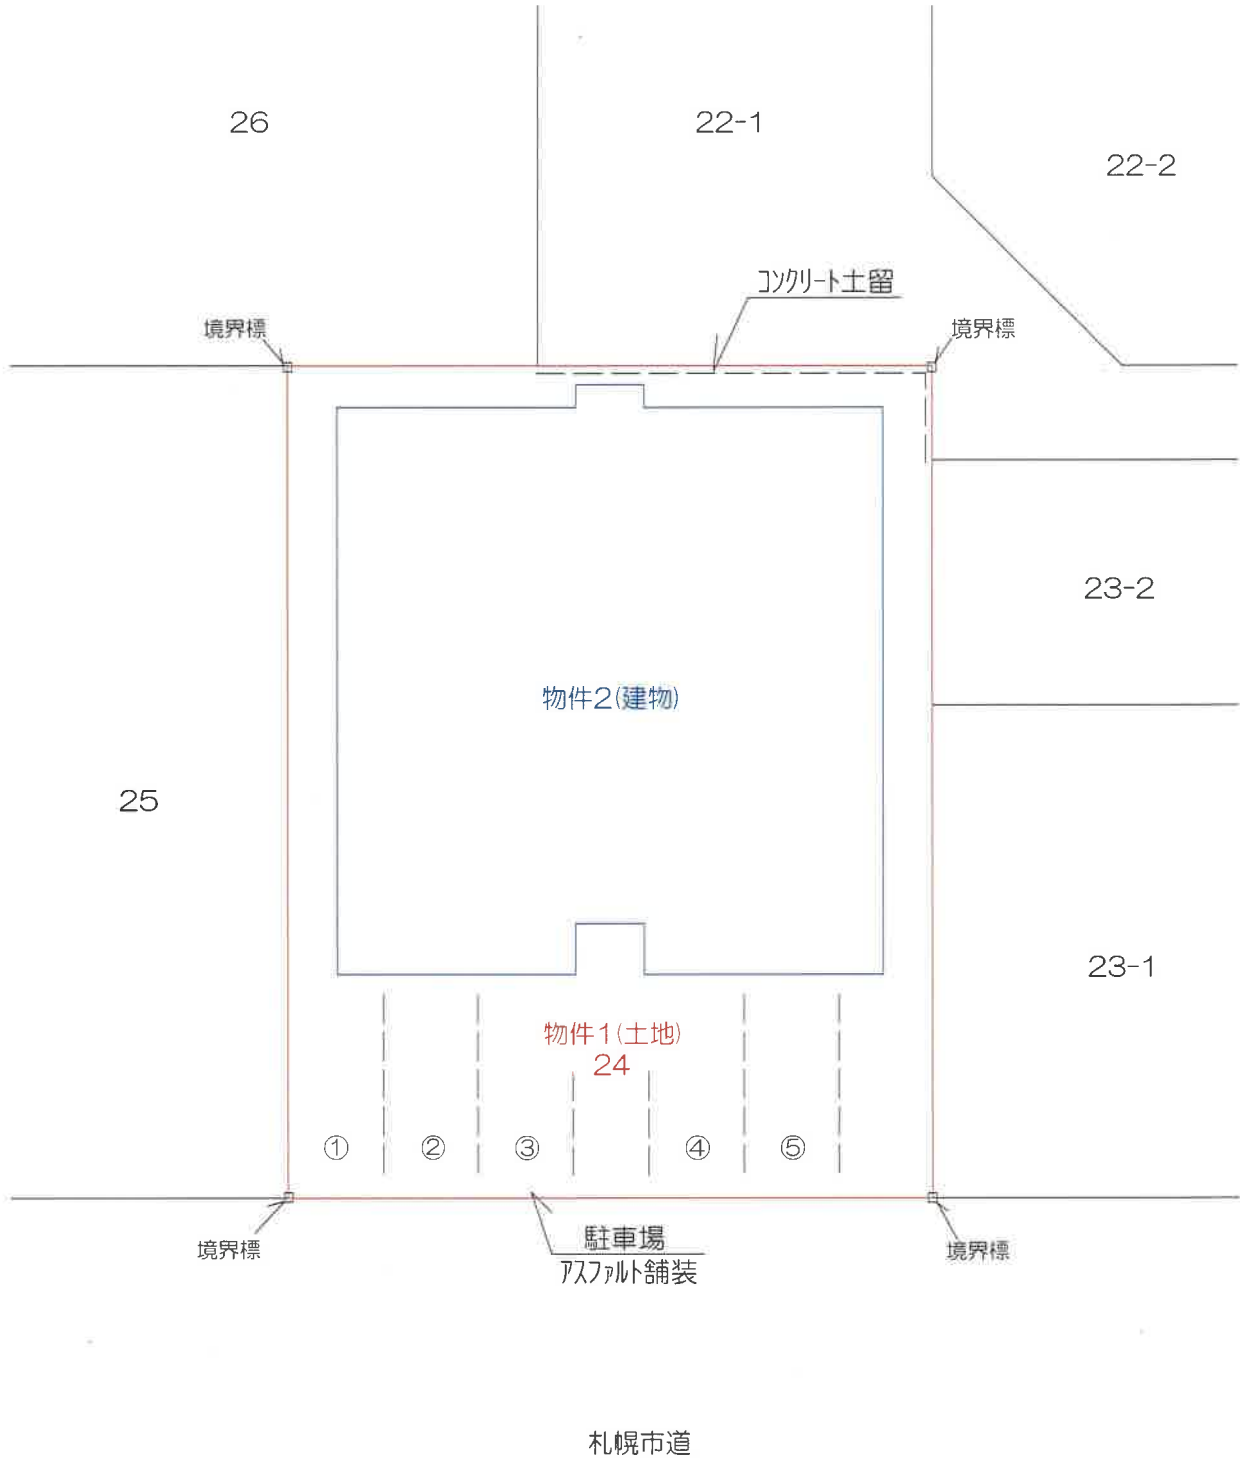 26
22-1
22-2
コンクリート土留
境界標
境界標
23-2
物件2(建物)
25
23-1
物件1(土地)
24
①
②
③
④
⑤
境界標
駐車場
アスファルト舗装
境界標
札幌市道